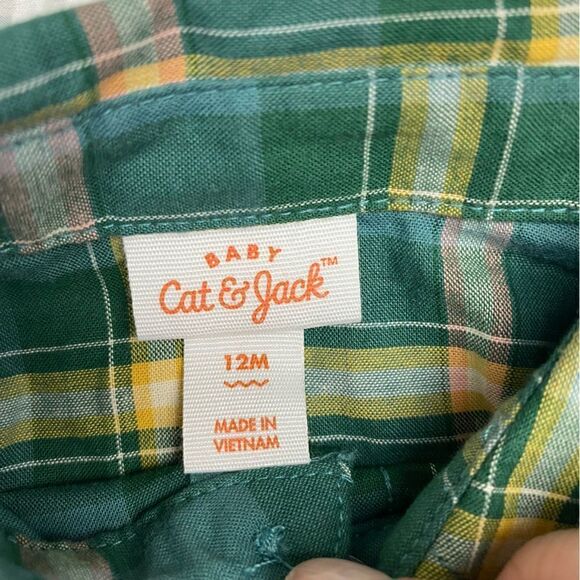 BABY
Cat & Jack™
12M
MADE IN
VIETNAM